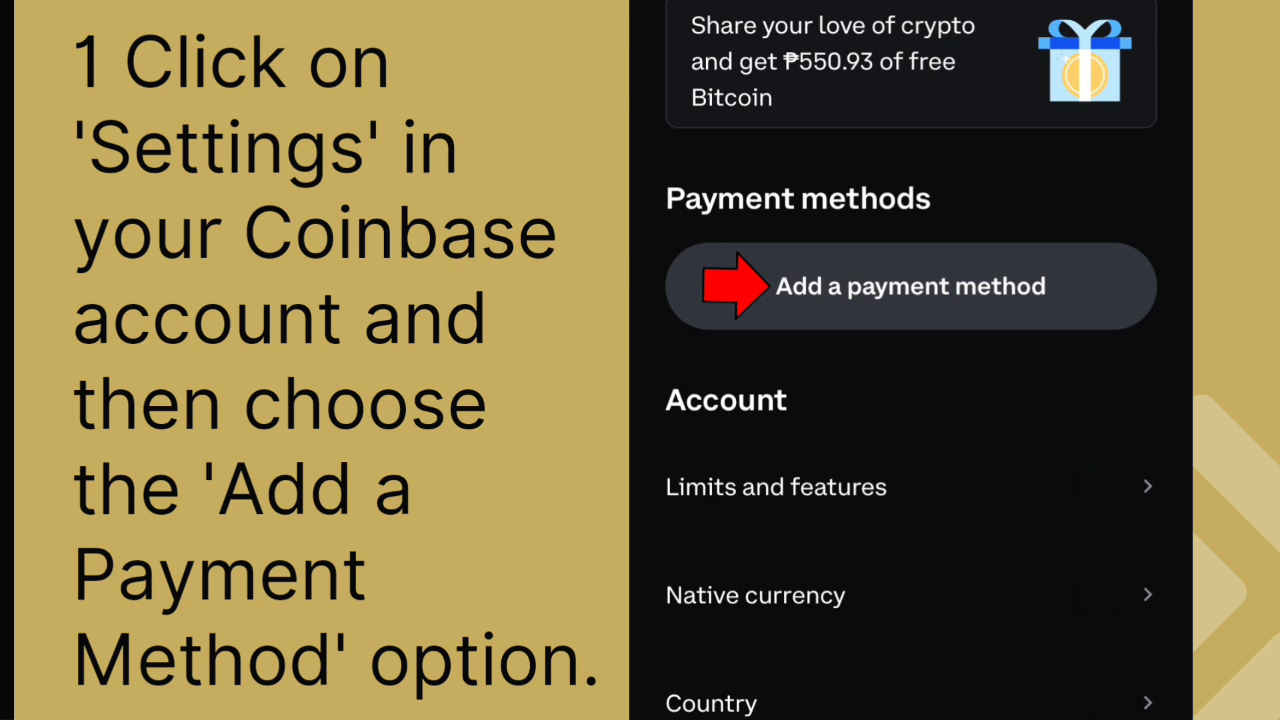 1 Click on
'Settings' in
your Coinbase
account and
then choose
the 'Add a
Payment
Method' option.
Share your love of crypto
and get ₱550.93 of free
Bitcoin
Payment methods
Add a payment method
Account
Limits and features
Native currency
Country